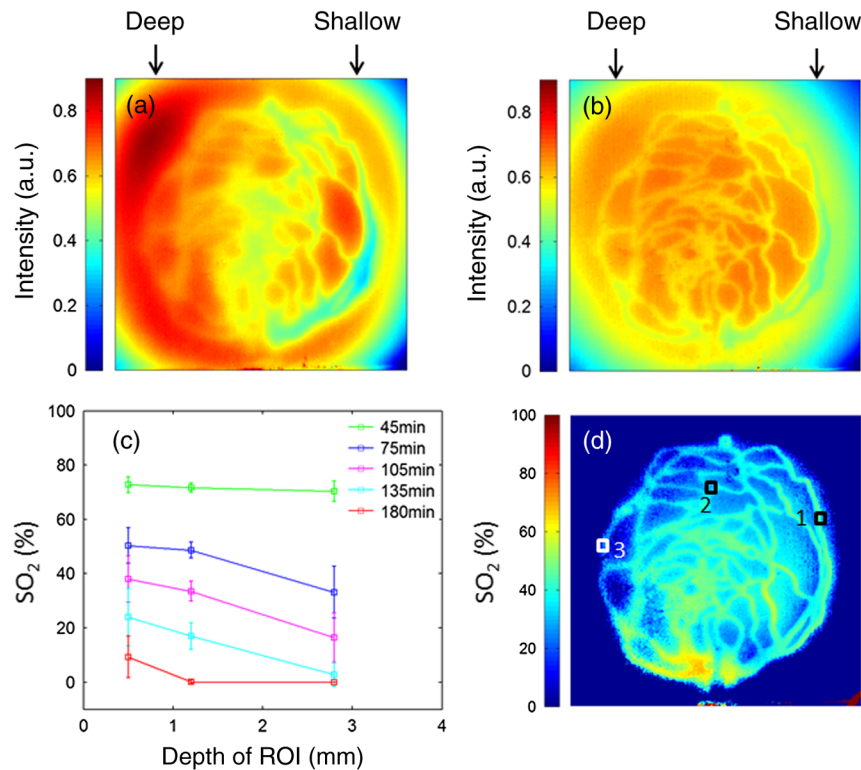 Deep Shallow Deep Shallow
(a) (b)
Intensity (a.u.) Intensity (a.u.)
0.8 0.8
0.6 0.6
0.4 0.4
0.2 0.2
0 0
(c) (d)
SO2 (%) SO2 (%)
100 100
80 80
60 60
40 40
20 20
0 0
45min
75min
105min
135min
180min
2
1
3
0 1 2 3 4
Depth of ROI (mm)